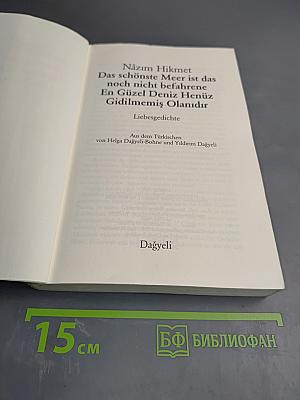 Nâzım Hikmet
Das schönste Meer ist das
noch nicht befahrene
En Güzel Deniz Henüz
Gidilmemiş Olanıdır
Liebesgedichte
Aus dem Türkischen
von Helga Dağyeli-Bohne und Yıldırım Dağyeli
Dağyeli
15 см
БФ БИБЛИОФАН